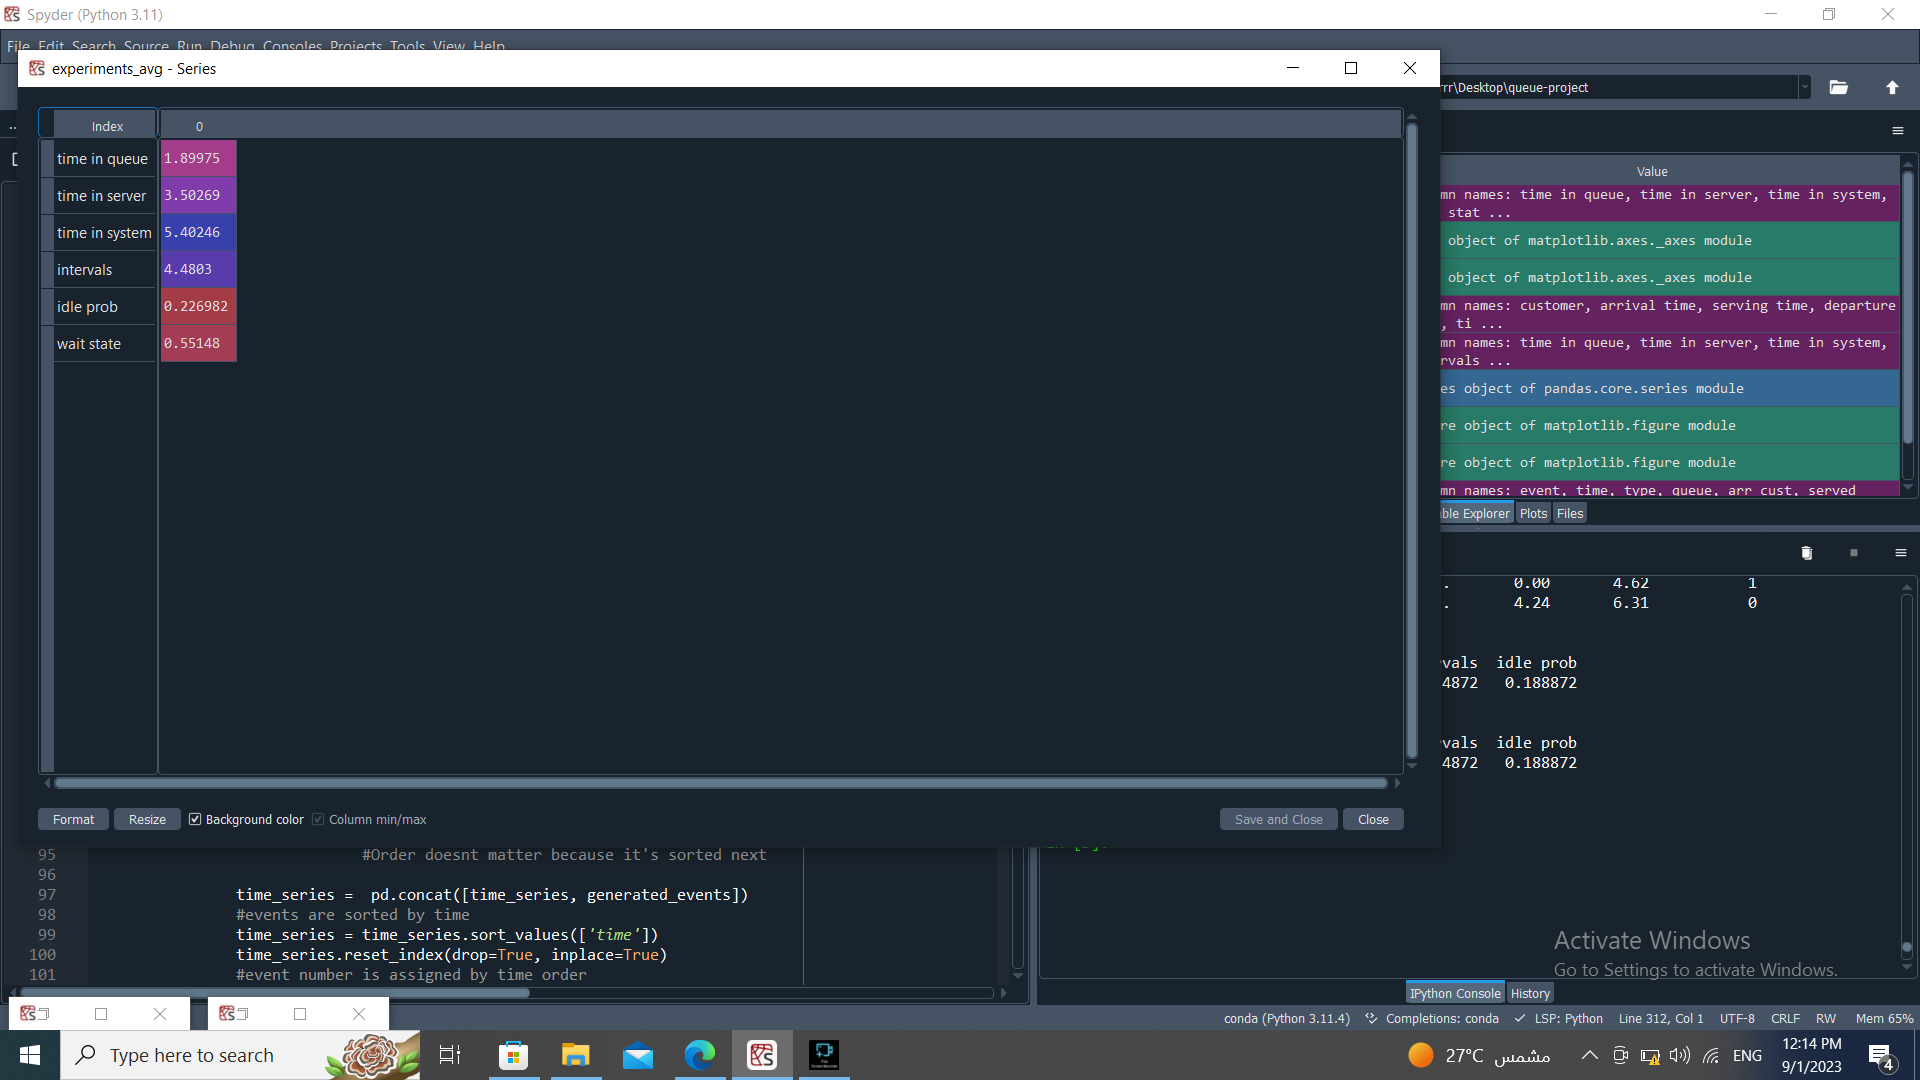 Spyder (Python 3.11)
File Edit Search Source Run Debug Consoles Projects Tools View Help
experiments_avg - Series
rrr\Desktop\queue-project
Index 0
time in queue 1.89975
time in server 3.50269
time in system 5.40246
intervals 4.4803
idle prob 0.226982
wait state 0.55148
Format Resize Background color Column min/max Save and Close Close
Value
mn names: time in queue, time in server, time in system,
stat ...
object of matplotlib.axes._axes module
object of matplotlib.axes._axes module
mn names: customer, arrival time, serving time, departure
, ti ...
mn names: time in queue, time in server, time in system,
rvals ...
es object of pandas.core.series module
re object of matplotlib.figure module
re object of matplotlib.figure module
mn names: event, time, type, queue, arr cust, served
ble Explorer Plots Files
. 0.00 4.62 1
. 4.24 6.31 0
vals idle prob
4872 0.188872
vals idle prob
4872 0.188872
95 #Order doesnt matter because it's sorted next
96
97 time_series = pd.concat([time_series, generated_events])
98 #events are sorted by time
99 time_series = time_series.sort_values(['time'])
100 time_series.reset_index(drop=True, inplace=True)
101 #event number is assigned by time order
Activate Windows
Go to Settings to activate Windows.
IPython Console History
conda (Python 3.11.4) Completions: conda LSP: Python Line 312, Col 1 UTF-8 CRLF RW Mem 65%
Type here to search
27°C مشمس ENG
12:14 PM
9/1/2023
4